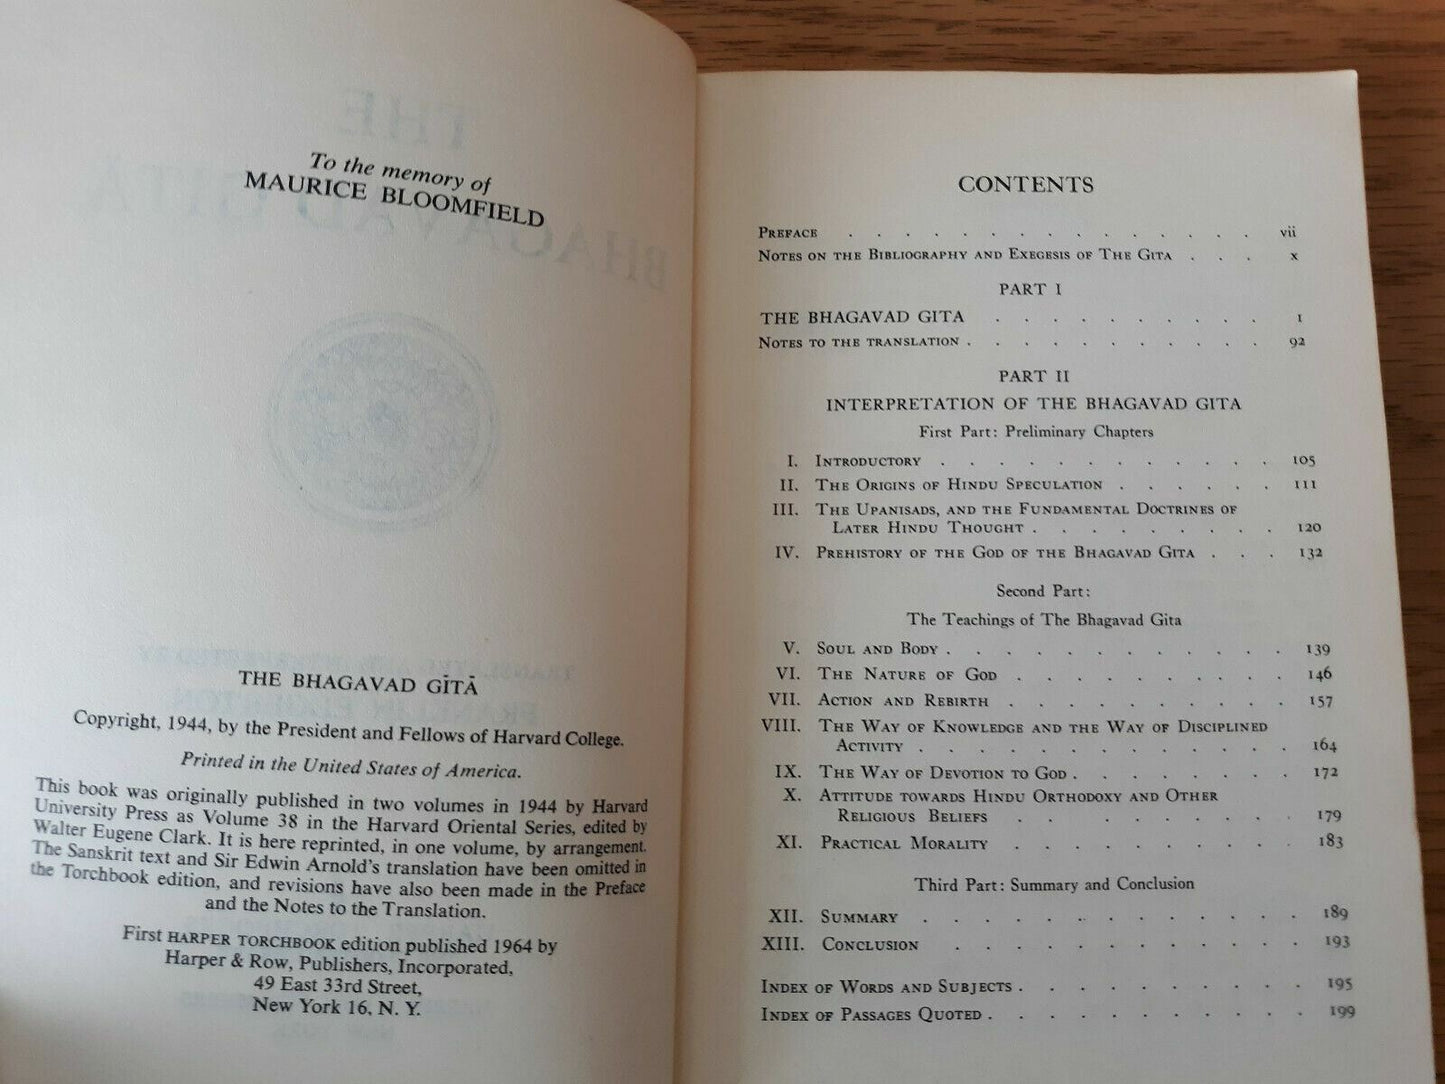 To the memory of
MAURICE BLOOMFIELD
THE BHAGAVAD GĪTĀ
Copyright, 1944, by the President and Fellows of Harvard College.
Printed in the United States of America.
This book was originally published in two volumes in 1944 by Harvard
University Press as Volume 38 in the Harvard Oriental Series, edited by
Walter Eugene Clark. It is here reprinted, in one volume, by arrangement.
The Sanskrit text and Sir Edwin Arnold's translation have been omitted in
the Torchbook edition, and revisions have also been made in the Preface
and the Notes to the Translation.
First HARPER TORCHBOOK edition published 1964 by
Harper & Row, Publishers, Incorporated,
49 East 33rd Street,
New York 16, N. Y.
CONTENTS
PREFACE . . . . . . . . . . . . . . . vii
NOTES ON THE BIBLIOGRAPHY AND EXEGESIS OF THE GITA . . . x
PART I
THE BHAGAVAD GITA . . . . . . . . . . 1
NOTES TO THE TRANSLATION . . . . . . . . . . . 92
PART II
INTERPRETATION OF THE BHAGAVAD GITA
First Part: Preliminary Chapters
I. INTRODUCTORY . . . . . . . . . . . . 105
II. THE ORIGINS OF HINDU SPECULATION . . . . . . 111
III. THE UPANISADS, AND THE FUNDAMENTAL DOCTRINES OF
LATER HINDU THOUGHT . . . . . . . . . 120
IV. PREHISTORY OF THE GOD OF THE BHAGAVAD GITA . . . 132
Second Part:
The Teachings of The Bhagavad Gita
V. SOUL AND BODY . . . . . . . . . . . . 139
VI. THE NATURE OF GOD . . . . . . . . . . 146
VII. ACTION AND REBIRTH . . . . . . . . . . 157
VIII. THE WAY OF KNOWLEDGE AND THE WAY OF DISCIPLINED
ACTIVITY . . . . . . . . . . . . . 164
IX. THE WAY OF DEVOTION TO GOD . . . . . . . . 172
X. ATTITUDE TOWARDS HINDU ORTHODOXY AND OTHER
RELIGIOUS BELIEFS . . . . . . . . . . 179
XI. PRACTICAL MORALITY . . . . . . . . . . 183
Third Part: Summary and Conclusion
XII. SUMMARY . . . . . . . . . . . . . 189
XIII. CONCLUSION . . . . . . . . . . . . 193
INDEX OF WORDS AND SUBJECTS . . . . . . . . . . 195
INDEX OF PASSAGES QUOTED . . . . . . . . . . . 199